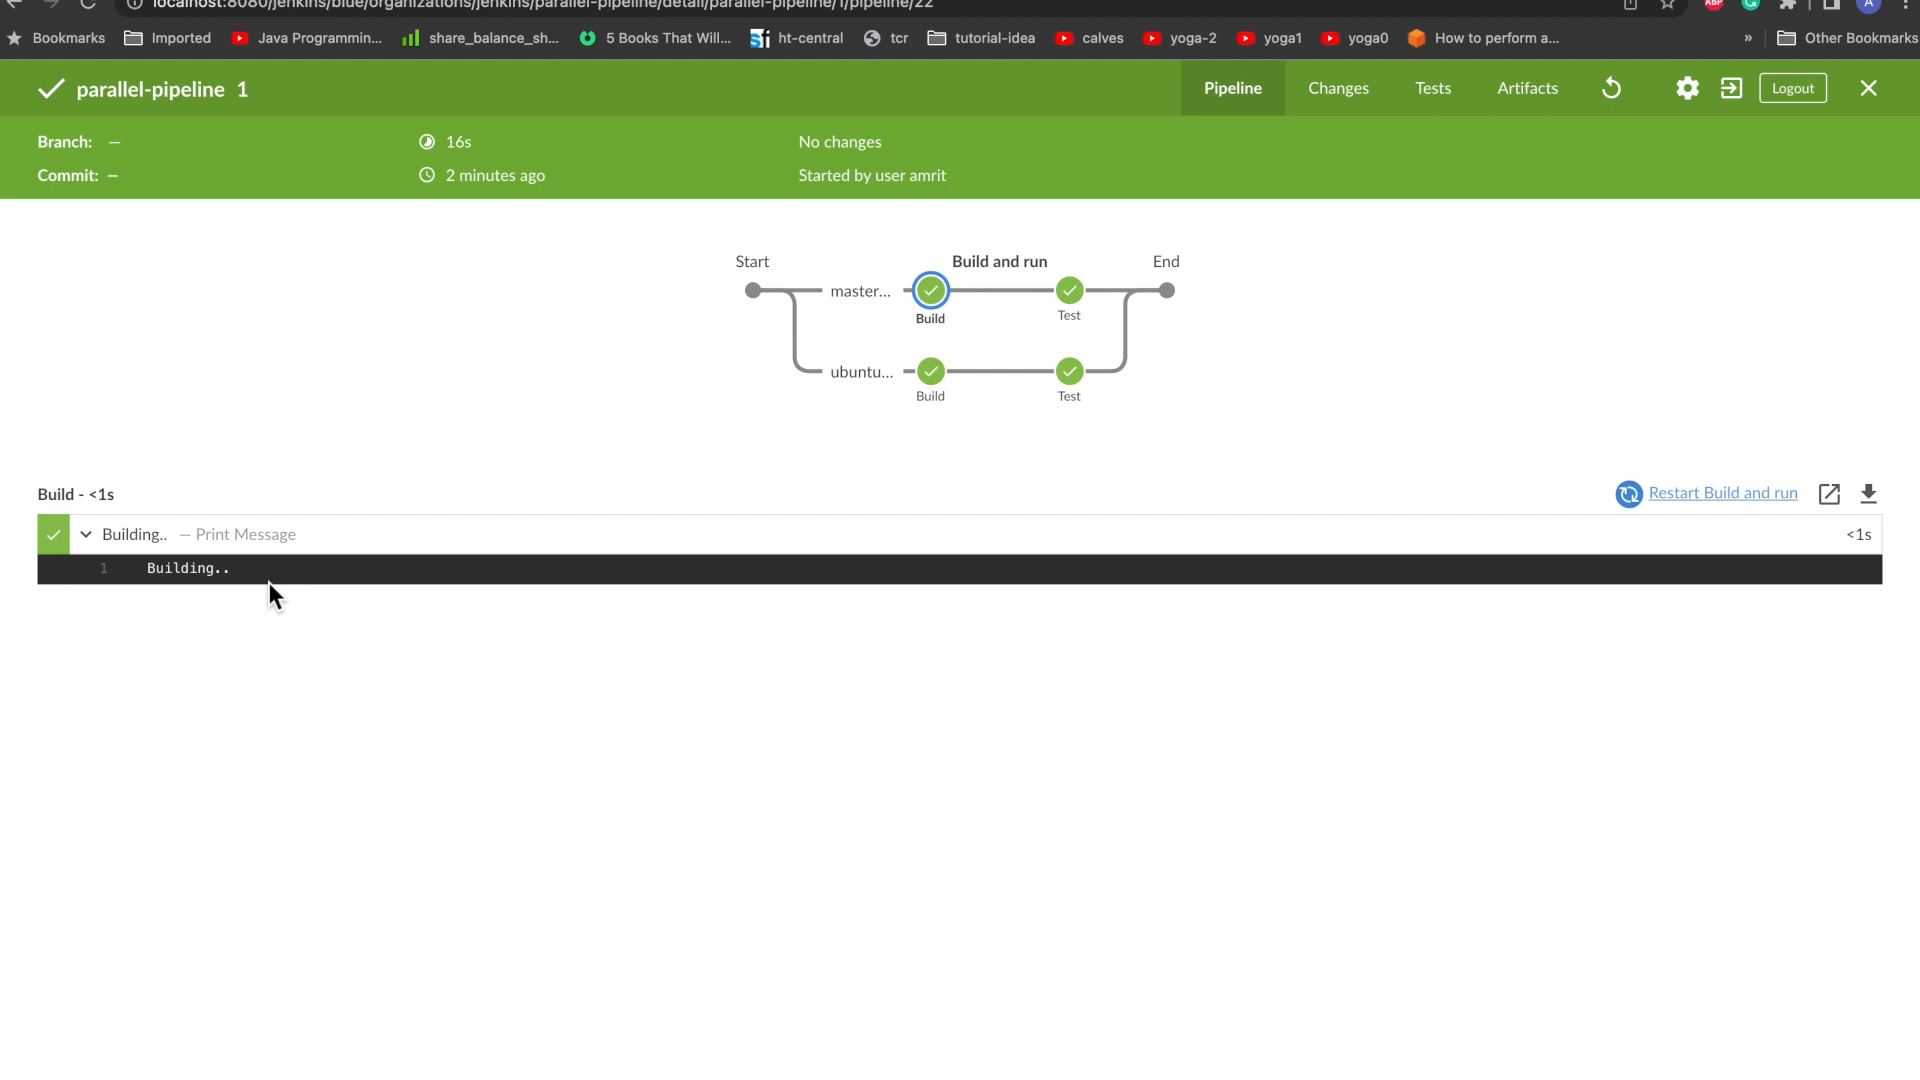 localhost:8080/jenkins/blue/organizations/jenkins/parallel-pipeline/detail/parallel-pipeline/1/pipeline/22
ABP
A
Bookmarks Imported Java Programmin... share_balance_sh... 5 Books That Will... ht-central tcr tutorial-idea calves yoga-2 yoga1 yoga0 How to perform a... » Other Bookmarks
parallel-pipeline 1 Pipeline Changes Tests Artifacts Logout
Branch: — 16s No changes
Commit: — 2 minutes ago Started by user amrit
Start Build and run End
master...
Build Test
ubuntu...
Build Test
Build - <1s Restart Build and run
Building.. — Print Message <1s
1 Building..